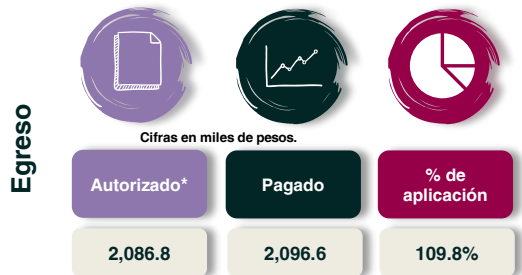 Egreso
Cifras en miles de pesos.
Autorizado*
Pagado
% de
aplicación
2,086.8
2,096.6
109.8%